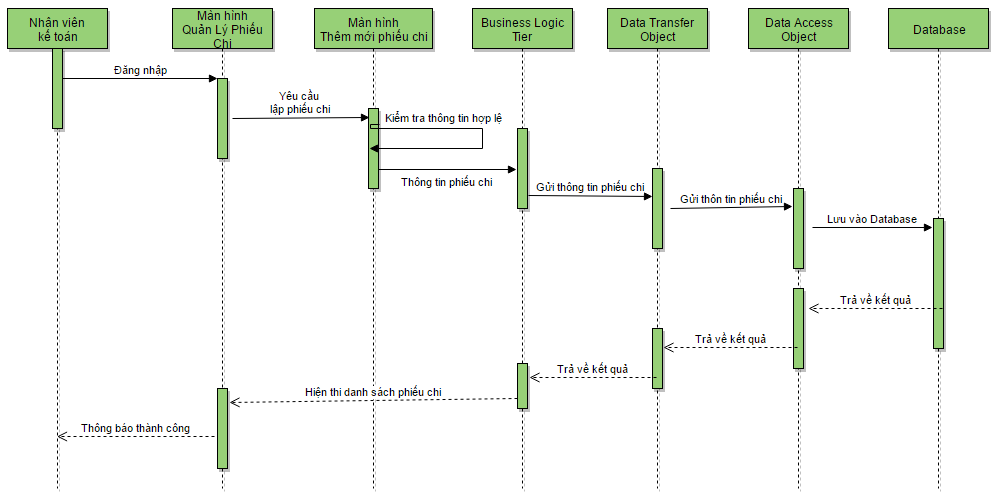 Nhân viên
kế toán
Màn hình
Quản Lý Phiếu
Chi
Màn hình
Thêm mới phiếu chi
Business Logic
Tier
Data Transfer
Object
Data Access
Object
Database
Đăng nhập
Yêu cầu
lập phiếu chi
Kiểm tra thông tin hợp lệ
Thông tin phiếu chi
Gửi thông tin phiếu chi
Gửi thôn tin phiếu chi
Lưu vào Database
Trả về kết quả
Trả về kết quả
Trả về kết quả
Hiện thi danh sách phiếu chi
Thông báo thành công